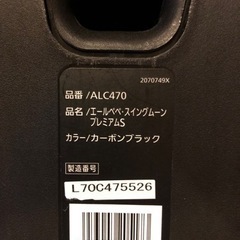 2070749X
品番/ALC470
品名/エールベベ・スイングムーン
プレミアムS
カラー/カーボンブラック
製造番号
L70C475526